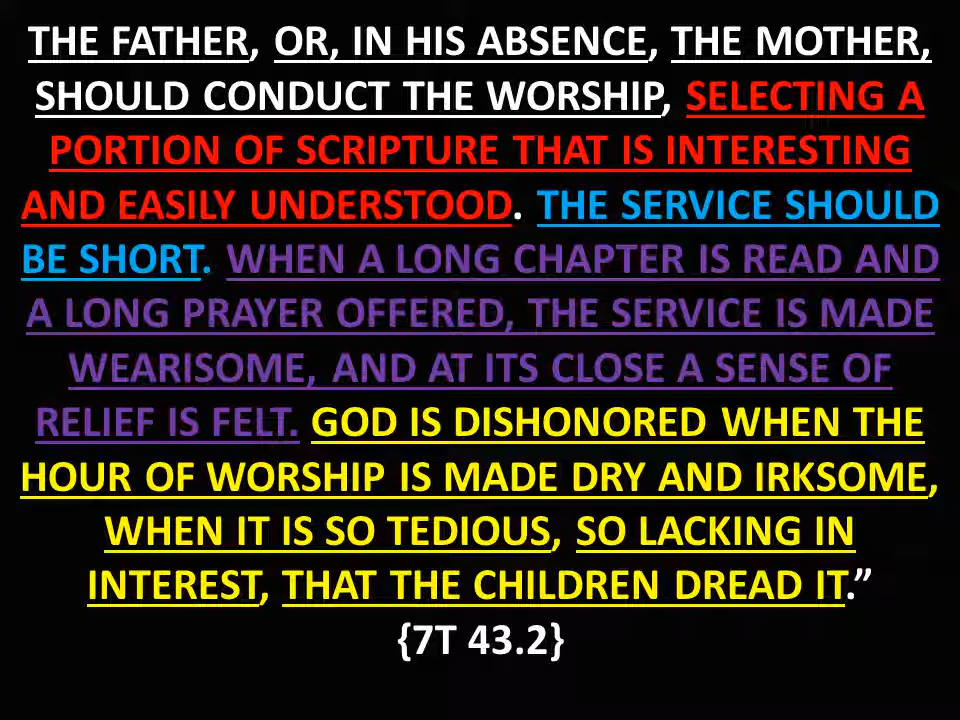 THE FATHER, OR, IN HIS ABSENCE, THE MOTHER,
SHOULD CONDUCT THE WORSHIP, SELECTING A
PORTION OF SCRIPTURE THAT IS INTERESTING
AND EASILY UNDERSTOOD. THE SERVICE SHOULD
BE SHORT. WHEN A LONG CHAPTER IS READ AND
A LONG PRAYER OFFERED, THE SERVICE IS MADE
WEARISOME, AND AT ITS CLOSE A SENSE OF
RELIEF IS FELT. GOD IS DISHONORED WHEN THE
HOUR OF WORSHIP IS MADE DRY AND IRKSOME,
WHEN IT IS SO TEDIOUS, SO LACKING IN
INTEREST, THAT THE CHILDREN DREAD IT.”
{7T 43.2}